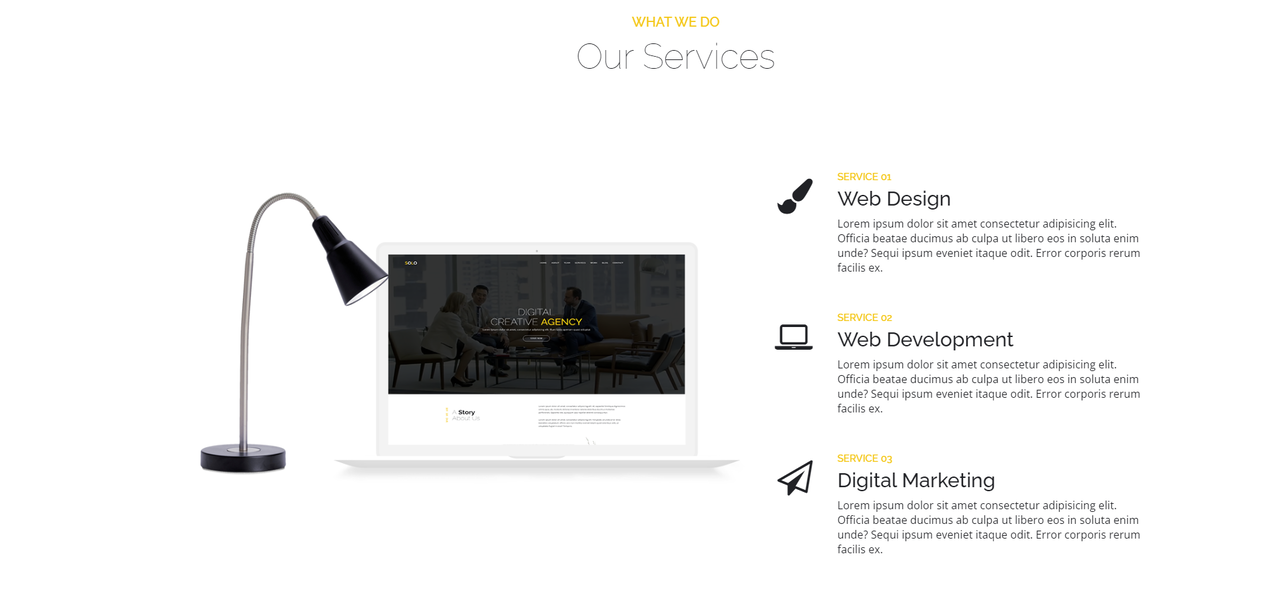 WHAT WE DO
Our Services
SOLO
DIGITAL
CREATIVE AGENCY
A Story
About Us
SERVICE 01
Web Design
Lorem ipsum dolor sit amet consectetur adipisicing elit.
Officia beatae ducimus ab culpa ut libero eos in soluta enim
unde? Sequi ipsum eveniet itaque odit. Error corporis rerum
facilis ex.
SERVICE 02
Web Development
Lorem ipsum dolor sit amet consectetur adipisicing elit.
Officia beatae ducimus ab culpa ut libero eos in soluta enim
unde? Sequi ipsum eveniet itaque odit. Error corporis rerum
facilis ex.
SERVICE 03
Digital Marketing
Lorem ipsum dolor sit amet consectetur adipisicing elit.
Officia beatae ducimus ab culpa ut libero eos in soluta enim
unde? Sequi ipsum eveniet itaque odit. Error corporis rerum
facilis ex.